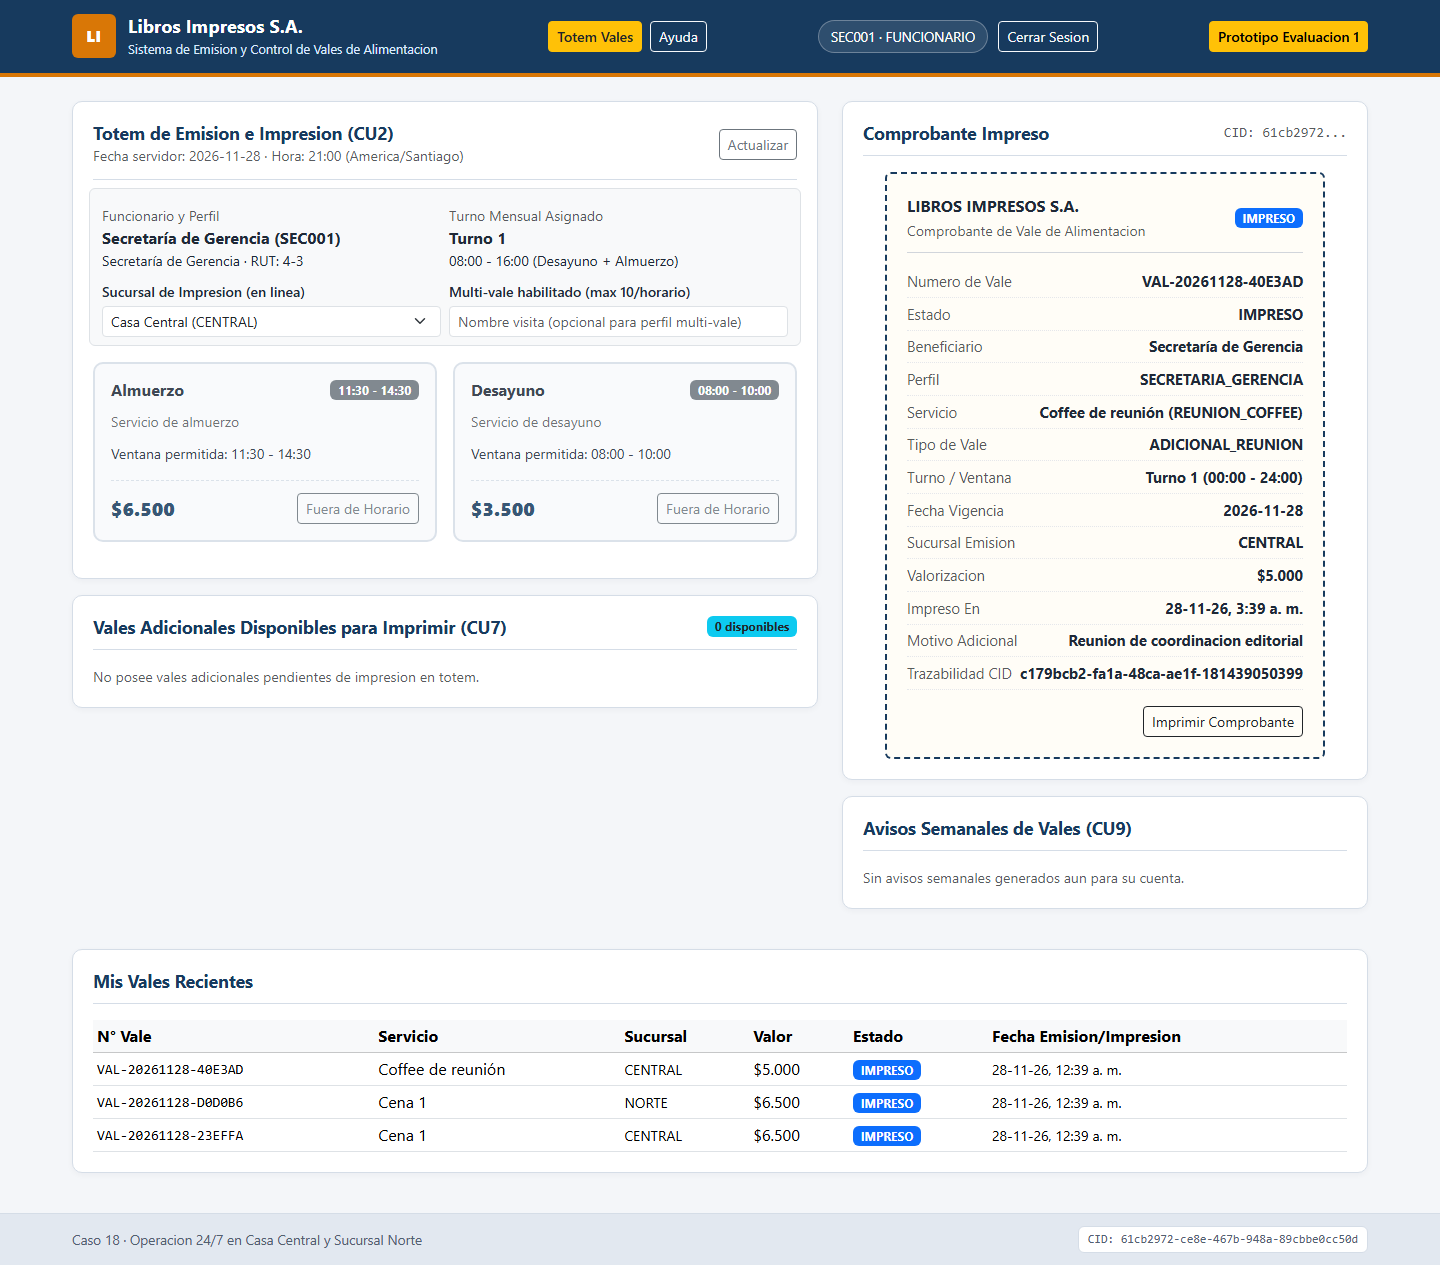 LI
Libros Impresos S.A.
Sistema de Emision y Control de Vales de Alimentacion
Totem Vales
Ayuda
SEC001 · FUNCIONARIO
Cerrar Sesion
Prototipo Evaluacion 1
Totem de Emision e Impresion (CU2)
Fecha servidor: 2026-11-28 · Hora: 21:00 (America/Santiago)
Actualizar
Funcionario y Perfil
Secretaría de Gerencia (SEC001)
Secretaría de Gerencia · RUT: 4-3
Turno Mensual Asignado
Turno 1
08:00 - 16:00 (Desayuno + Almuerzo)
Sucursal de Impresion (en linea)
Casa Central (CENTRAL)
Multi-vale habilitado (max 10/horario)
Nombre visita (opcional para perfil multi-vale)
Almuerzo
11:30 - 14:30
Servicio de almuerzo
Ventana permitida: 11:30 - 14:30
$6.500
Fuera de Horario
Desayuno
08:00 - 10:00
Servicio de desayuno
Ventana permitida: 08:00 - 10:00
$3.500
Fuera de Horario
Vales Adicionales Disponibles para Imprimir (CU7)
0 disponibles
No posee vales adicionales pendientes de impresion en totem.
Comprobante Impreso
CID: 61cb2972...
LIBROS IMPRESOS S.A.
Comprobante de Vale de Alimentacion
IMPRESO
Numero de Vale VAL-20261128-40E3AD
Estado IMPRESO
Beneficiario Secretaría de Gerencia
Perfil SECRETARIA_GERENCIA
Servicio Coffee de reunión (REUNION_COFFEE)
Tipo de Vale ADICIONAL_REUNION
Turno / Ventana Turno 1 (00:00 - 24:00)
Fecha Vigencia 2026-11-28
Sucursal Emision CENTRAL
Valorizacion $5.000
Impreso En 28-11-26, 3:39 a. m.
Motivo Adicional Reunion de coordinacion editorial
Trazabilidad CID c179bcb2-fa1a-48ca-ae1f-181439050399
Imprimir Comprobante
Avisos Semanales de Vales (CU9)
Sin avisos semanales generados aun para su cuenta.
Mis Vales Recientes
N° Vale Servicio Sucursal Valor Estado Fecha Emision/Impresion
VAL-20261128-40E3AD Coffee de reunión CENTRAL $5.000 IMPRESO 28-11-26, 12:39 a. m.
VAL-20261128-D0D0B6 Cena 1 NORTE $6.500 IMPRESO 28-11-26, 12:39 a. m.
VAL-20261128-23EFFA Cena 1 CENTRAL $6.500 IMPRESO 28-11-26, 12:39 a. m.
Caso 18 · Operacion 24/7 en Casa Central y Sucursal Norte
CID: 61cb2972-ce8e-467b-948a-89cbbe0cc50d